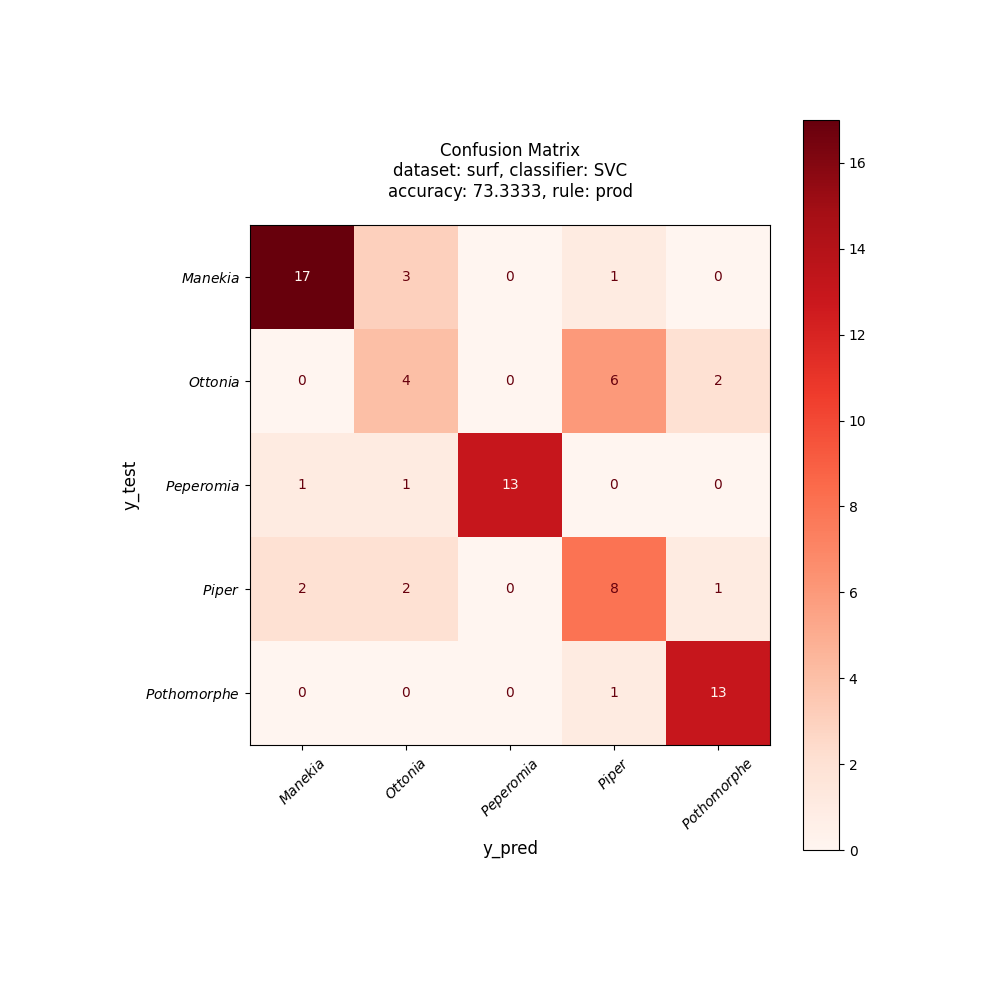 Confusion Matrix
dataset: surf, classifier: SVC
accuracy: 73.3333, rule: prod
Manekia 17 3 0 1 0
Ottonia 0 4 0 6 2
Peperomia 1 1 13 0 0
Piper 2 2 0 8 1
Pothomorphe 0 0 0 1 13
y_test
Manekia Ottonia Peperomia Piper Pothomorphe
y_pred
16
14
12
10
8
6
4
2
0